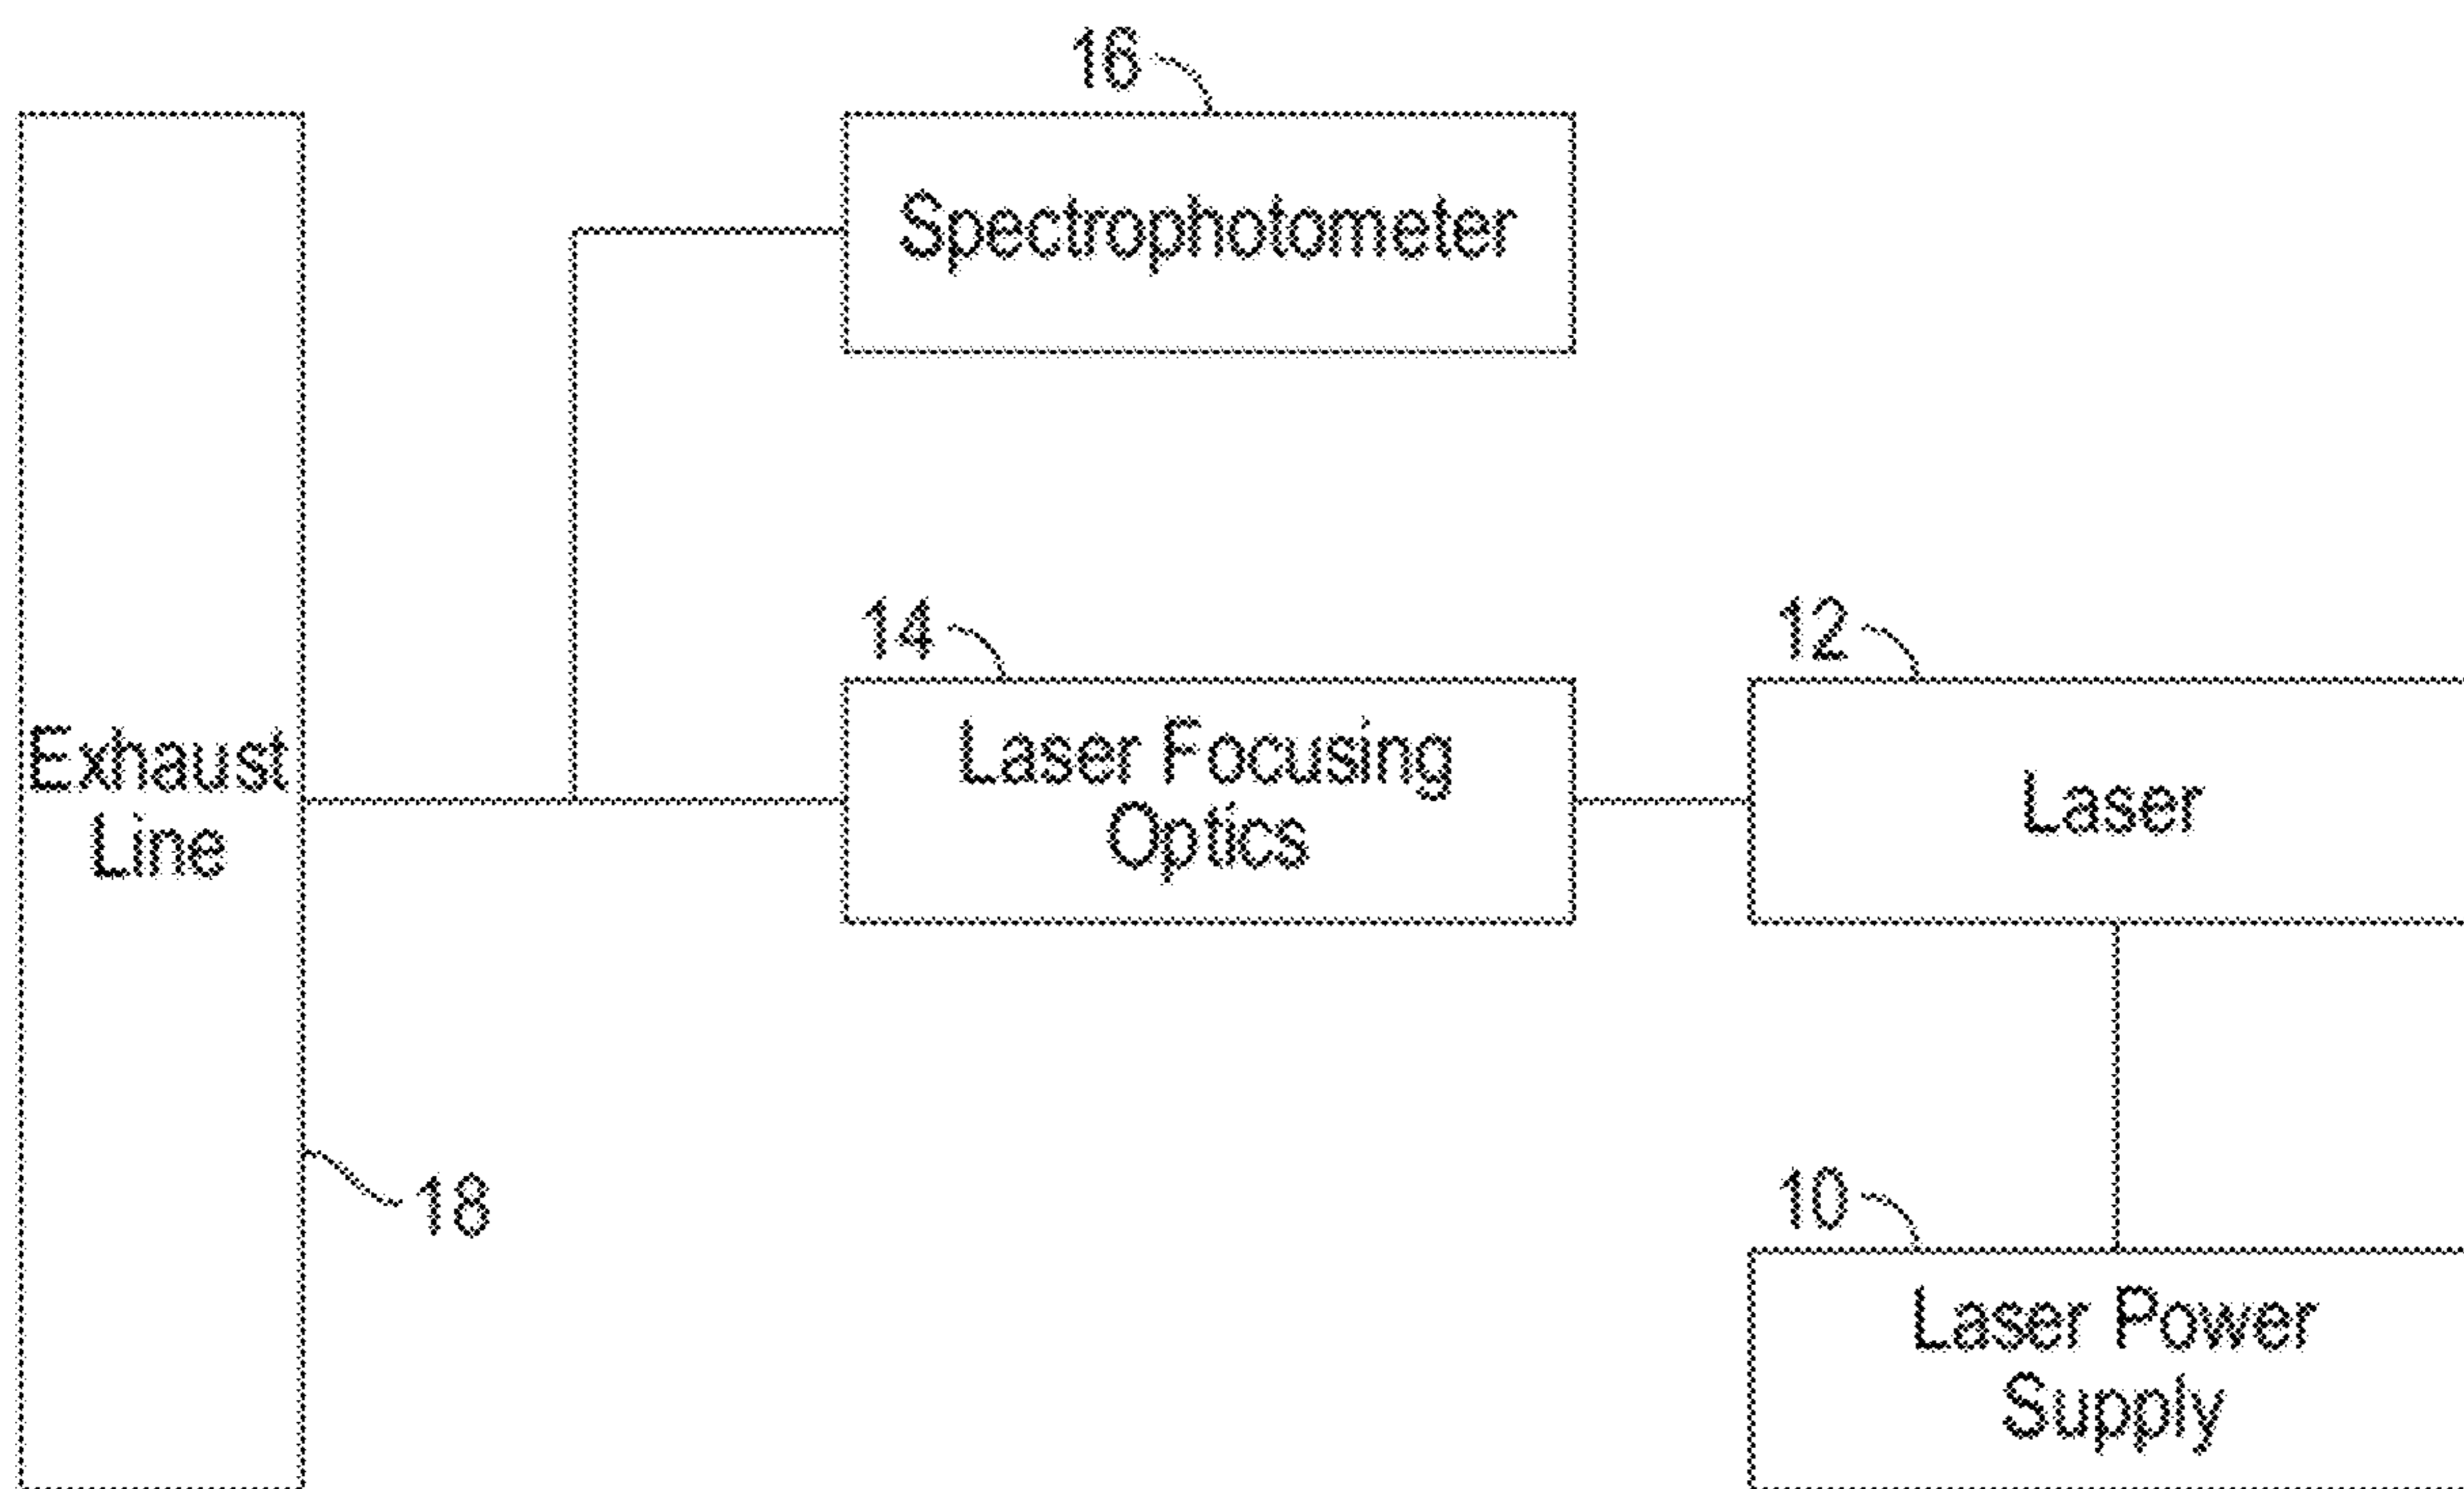 16
Spectrophotometer
14
12
Exhaust
Line
Laser Focusing
Optics
Laser
18
10
Laser Power
Supply